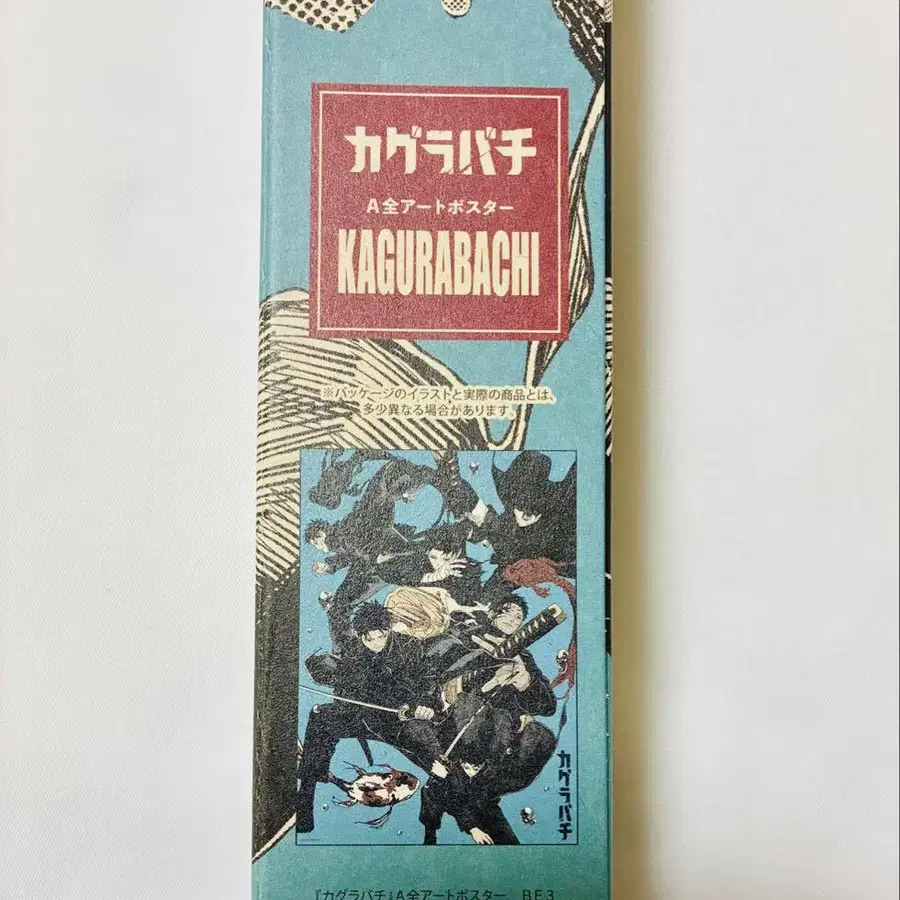 カグラバチ
A全アートポスター
KAGURABACHI
※パッケージのイラストと実際の商品とは、
多少異なる場合があります。
カグラバチ
『カグラバチ』A全アートポスター BE3